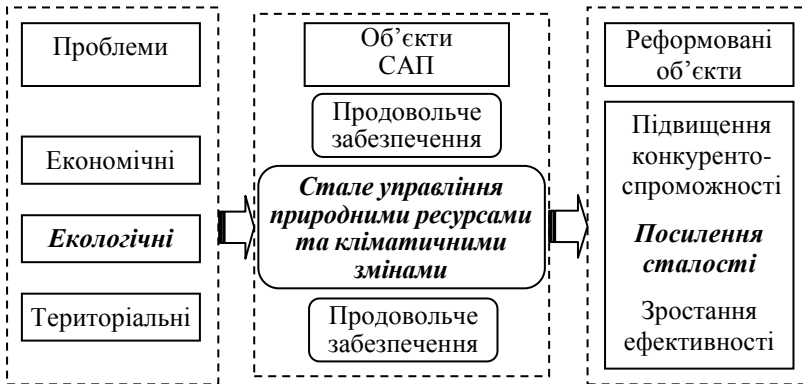 Проблеми
Економічні
Екологічні
Територіальні
Об’єкти
САП
Продовольче
забезпечення
Стале управління
природними ресурсами
та кліматичними
змінами
Продовольче
забезпечення
Реформовані
об’єкти
Підвищення
конкуренто-
спроможності
Посилення
сталості
Зростання
ефективності